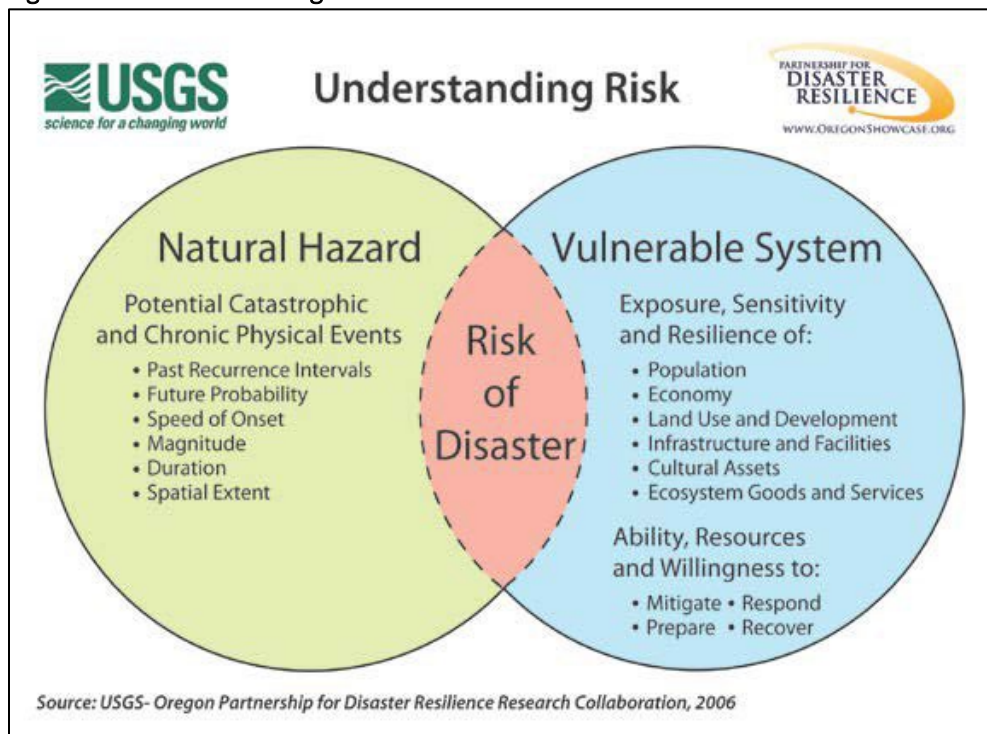 USGS
science for a changing world
Understanding Risk
PARTNERSHIP FOR
DISASTER
RESILIENCE
WWW.OREGONSHOWCASE.ORG
Natural Hazard
Potential Catastrophic
and Chronic Physical Events
• Past Recurrence Intervals
• Future Probability
• Speed of Onset
• Magnitude
• Duration
• Spatial Extent
Risk
of
Disaster
Vulnerable System
Exposure, Sensitivity
and Resilience of:
• Population
• Economy
• Land Use and Development
• Infrastructure and Facilities
• Cultural Assets
• Ecosystem Goods and Services
Ability, Resources
and Willingness to:
• Mitigate • Respond
• Prepare • Recover
Source: USGS- Oregon Partnership for Disaster Resilience Research Collaboration, 2006